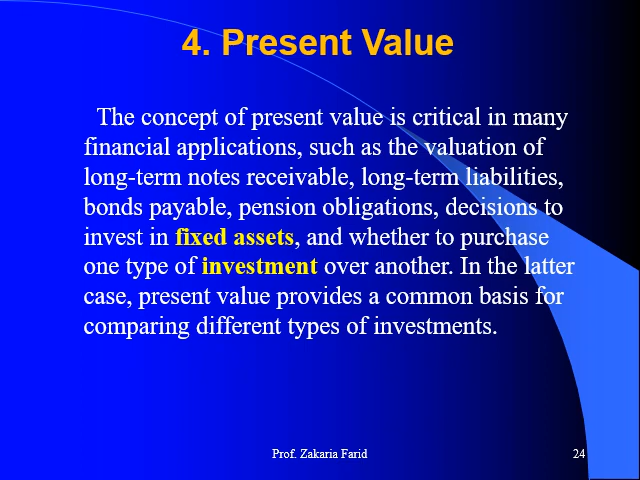 4. Present Value
The concept of present value is critical in many
financial applications, such as the valuation of
long-term notes receivable, long-term liabilities,
bonds payable, pension obligations, decisions to
invest in fixed assets, and whether to purchase
one type of investment over another. In the latter
case, present value provides a common basis for
comparing different types of investments.
Prof. Zakaria Farid
24